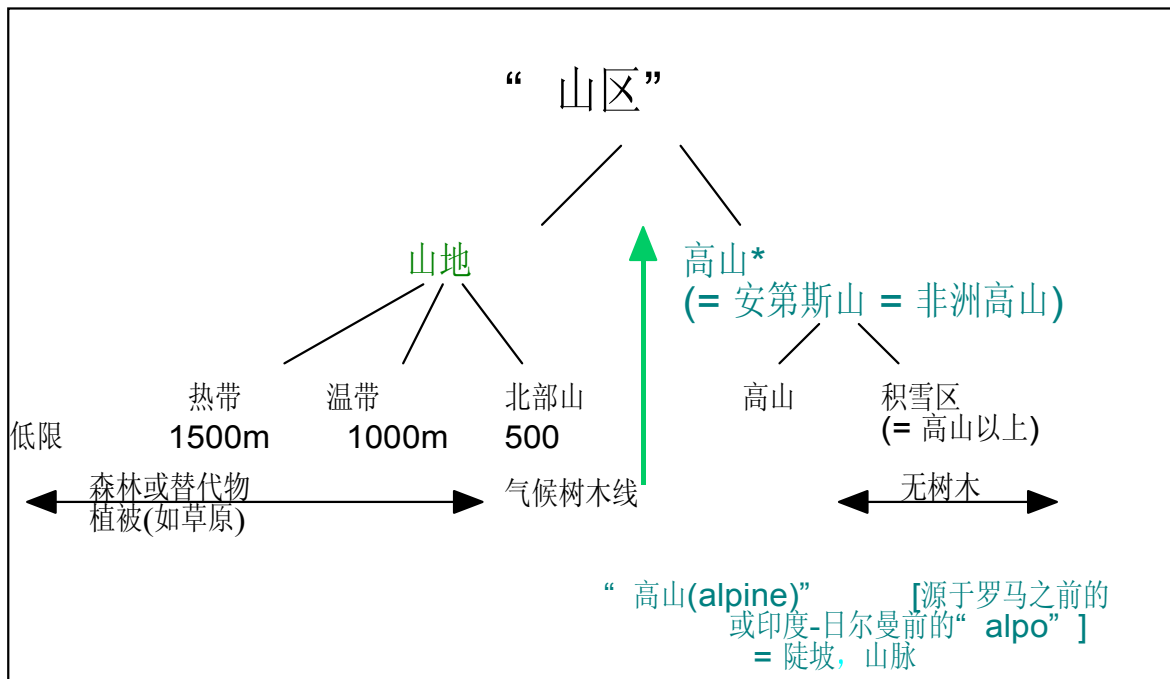 “ 山区”
山地
高山*
(= 安第斯山 = 非洲高山)
热带 温带 北部山 高山 积雪区
(= 高山以上)
低限 1500m 1000m 500
森林或替代物
植被(如草原)
气候树木线
无树木
“ 高山(alpine)” [源于罗马之前的
或印度-日尔曼前的“ alpo” ]
= 陡坡，山脉